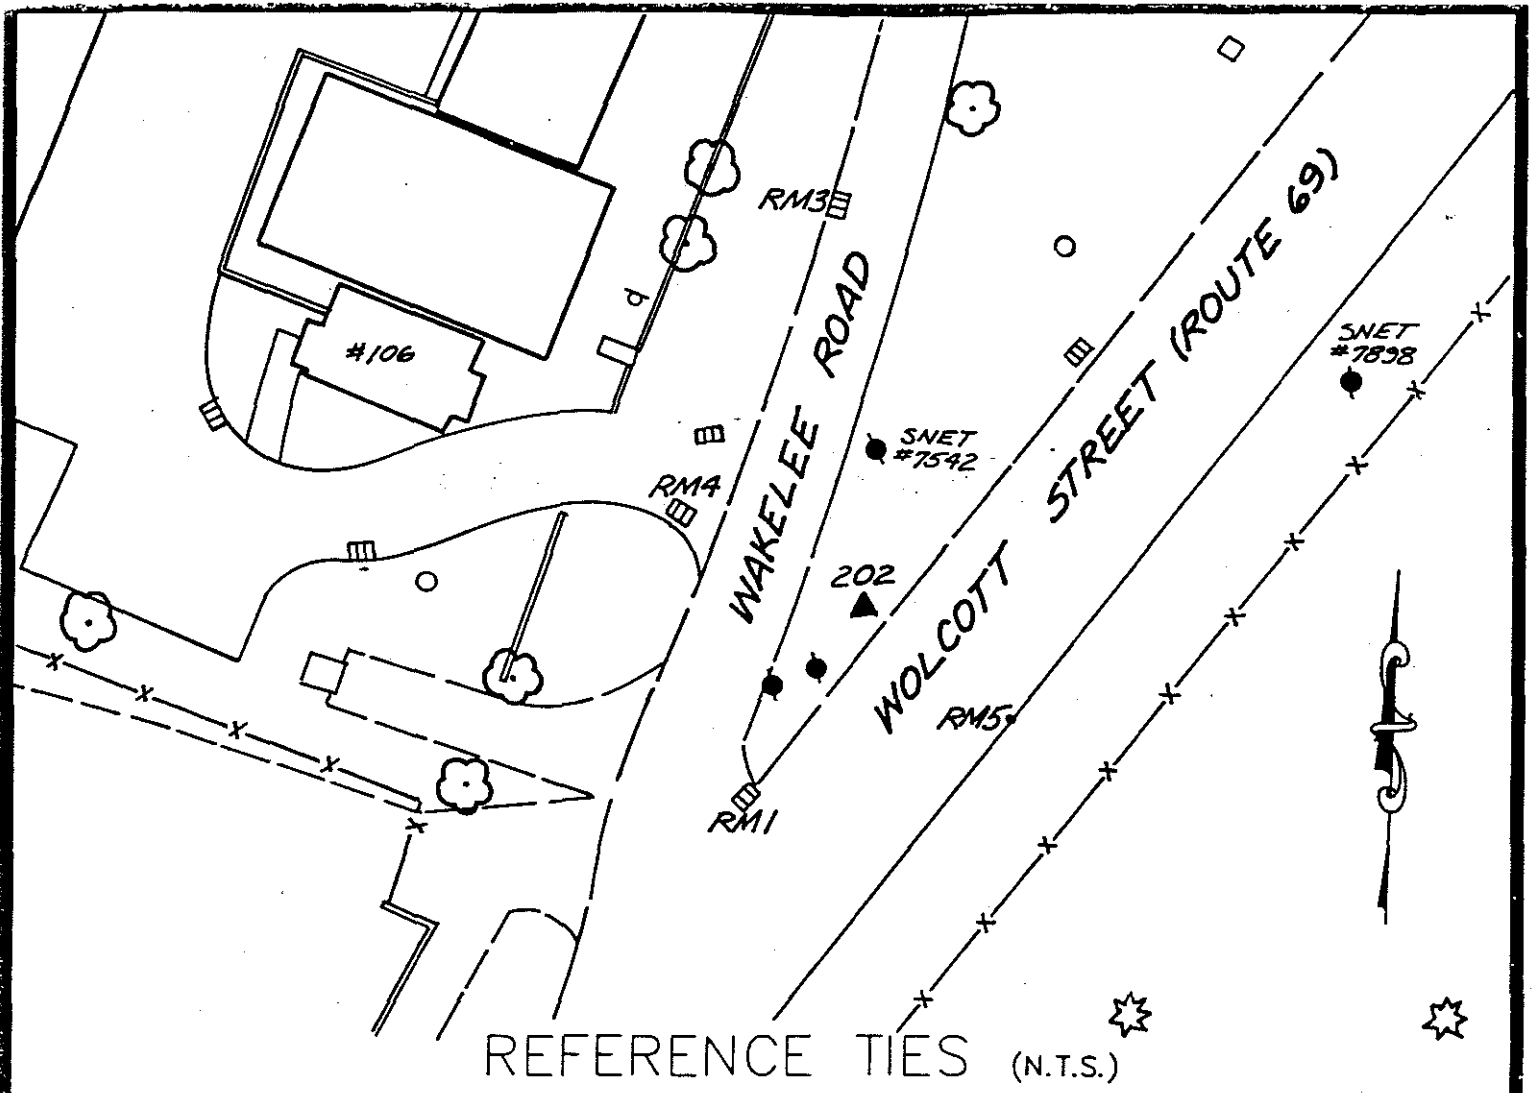 RM3
SNET
#7898
#106
SNET
#7542
RM4
WAKELEE ROAD
WOLCOTT STREET (ROUTE 69)
202
RM5
RM1
REFERENCE TIES (N.T.S.)